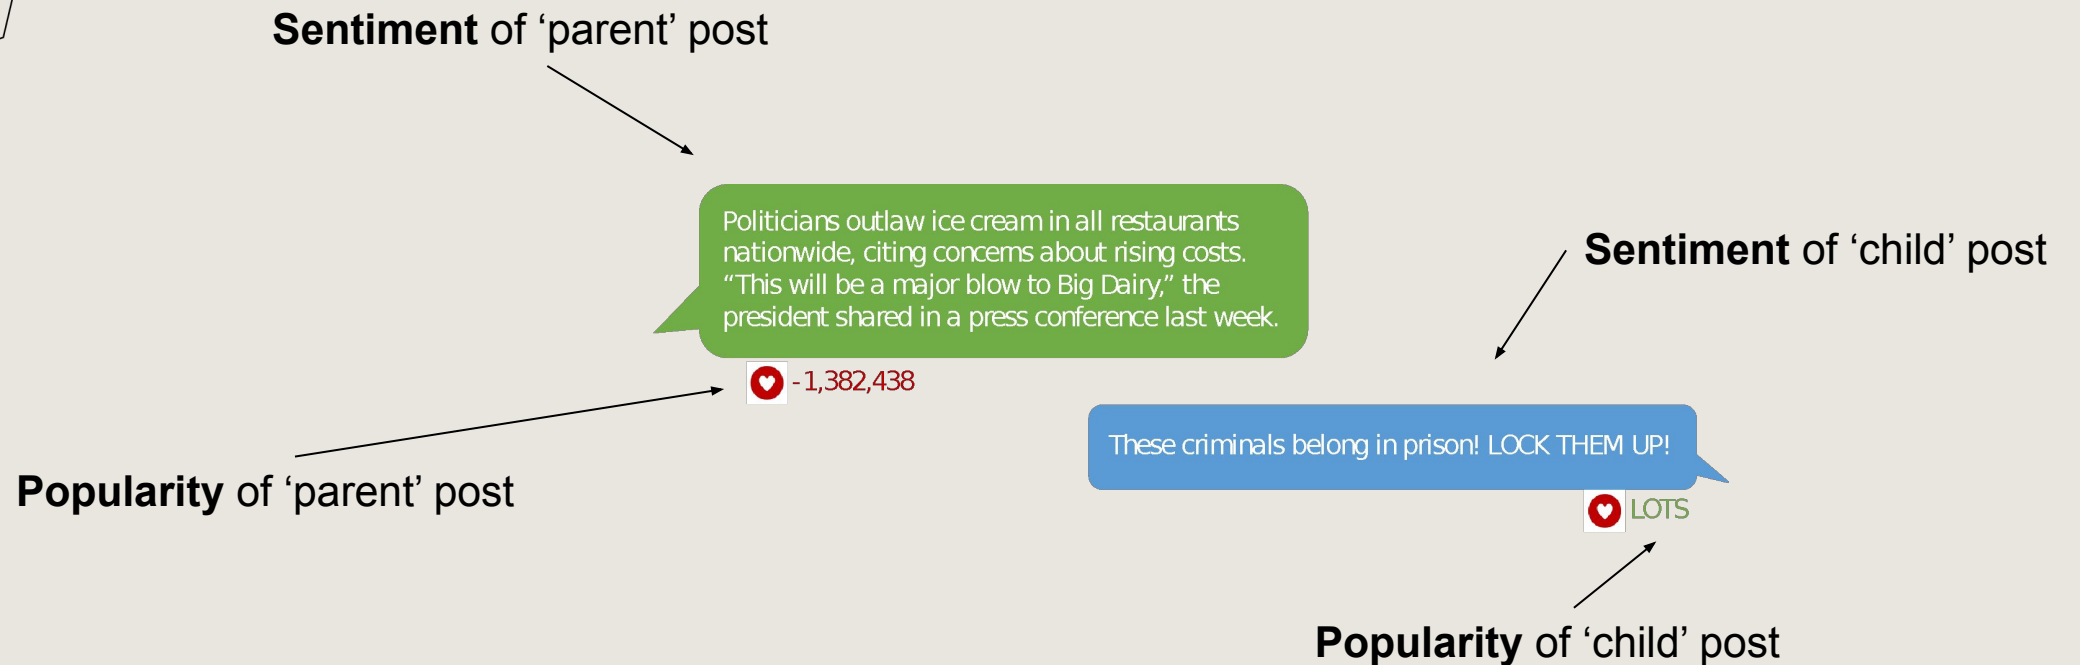 Sentiment of ‘parent’ post
Politicians outlaw ice cream in all restaurants
nationwide, citing concerns about rising costs.
“This will be a major blow to Big Dairy,” the
president shared in a press conference last week.
-1,382,438
Sentiment of ‘child’ post
These criminals belong in prison! LOCK THEM UP!
LOTS
Popularity of ‘parent’ post
Popularity of ‘child’ post